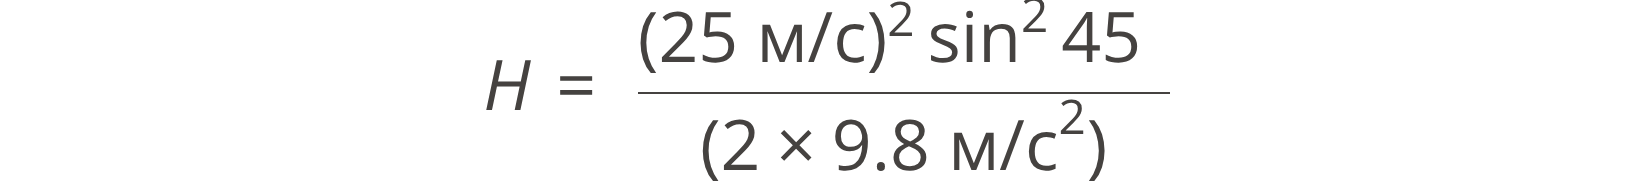 H = (25 м/с)² sin² 45
(2 × 9.8 м/с²)